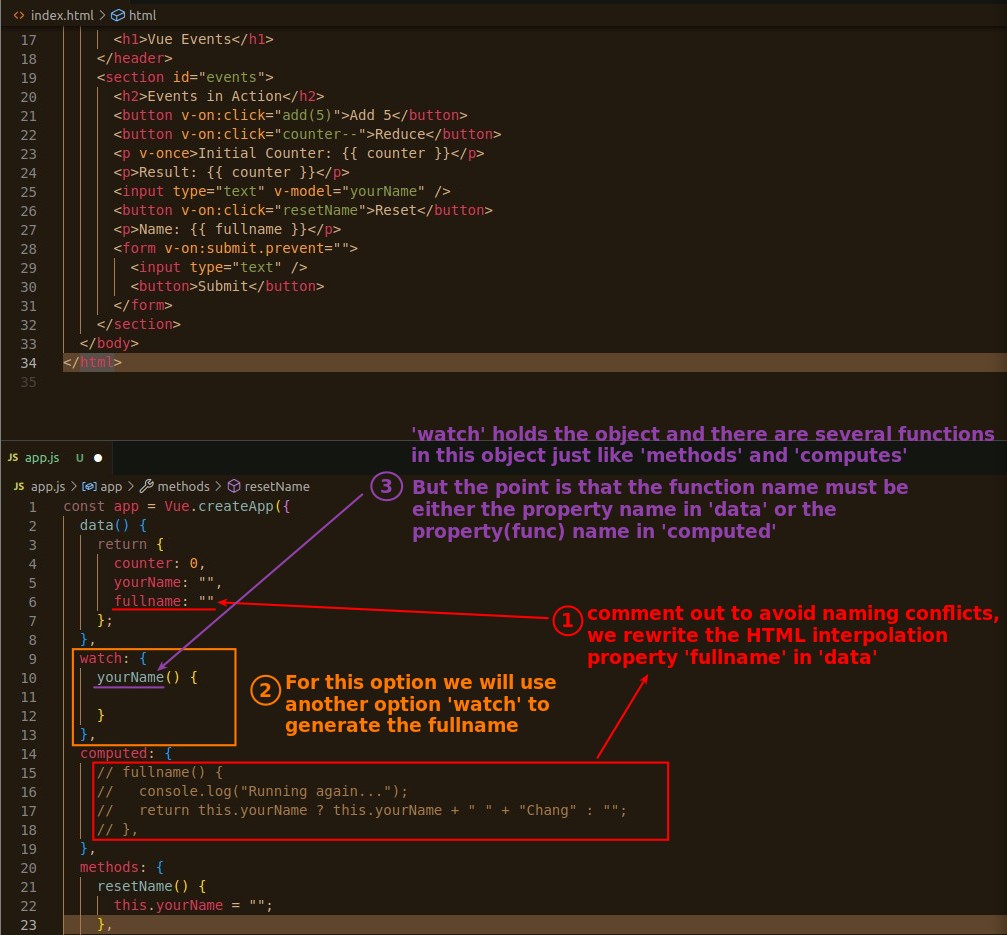 index.html > html
17 <h1>Vue Events</h1>
18 </header>
19 <section id="events">
20 <h2>Events in Action</h2>
21 <button v-on:click="add(5)">Add 5</button>
22 <button v-on:click="counter--">Reduce</button>
23 <p v-once>Initial Counter: {{ counter }}</p>
24 <p>Result: {{ counter }}</p>
25 <input type="text" v-model="yourName" />
26 <button v-on:click="resetName">Reset</button>
27 <p>Name: {{ fullname }}</p>
28 <form v-on:submit.prevent="">
29 <input type="text" />
30 <button>Submit</button>
31 </form>
32 </section>
33 </body>
34 </html>
35
'watch' holds the object and there are several functions
in this object just like 'methods' and 'computes'
3 But the point is that the function name must be
either the property name in 'data' or the
property(func) name in 'computed'
JS app.js U ●
JS app.js > app > methods > resetName
1 const app = Vue.createApp({
2 data() {
3 return {
4 counter: 0,
5 yourName: "",
6 fullname: ""
7 };
8 },
9 watch: {
10 yourName() {
11
12 }
13 },
14 computed: {
15 // fullname() {
16 //   console.log("Running again...");
17 //   return this.yourName ? this.yourName + " " + "Chang" : "";
18 // },
19 },
20 methods: {
21 resetName() {
22 this.yourName = "";
23 },
1 comment out to avoid naming conflicts,
we rewrite the HTML interpolation
property 'fullname' in 'data'
2 For this option we will use
another option 'watch' to
generate the fullname